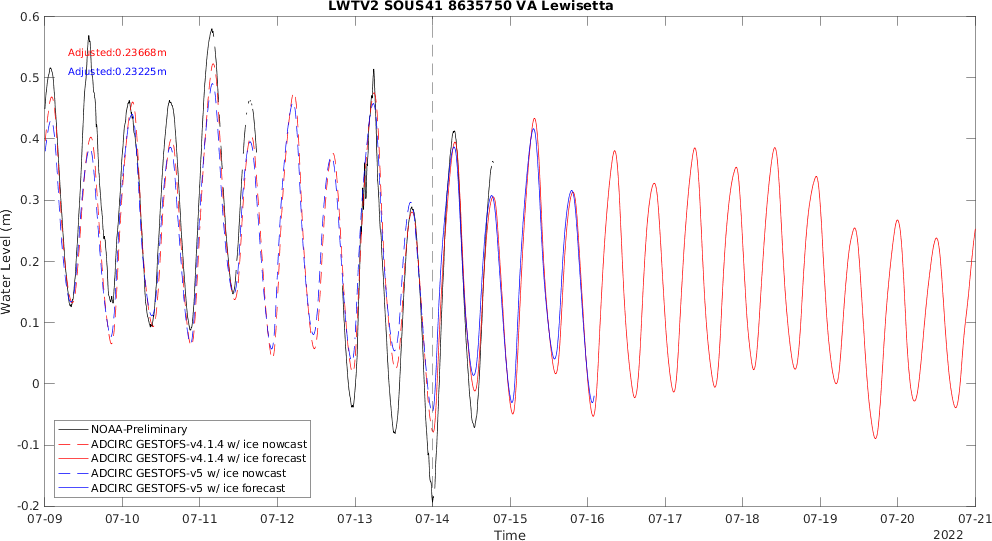 LWTV2 SOUS41 8635750 VA Lewisetta
0.6
0.5
0.4
0.3
0.2
0.1
0
-0.1
-0.2
Water Level (m)
Adjusted:0.23668m
Adjusted:0.23225m
NOAA-Preliminary
ADCIRC GESTOFS-v4.1.4 w/ ice nowcast
ADCIRC GESTOFS-v4.1.4 w/ ice forecast
ADCIRC GESTOFS-v5 w/ ice nowcast
ADCIRC GESTOFS-v5 w/ ice forecast
07-09 07-10 07-11 07-12 07-13 07-14 07-15 07-16 07-17 07-18 07-19 07-20 07-21
Time
2022